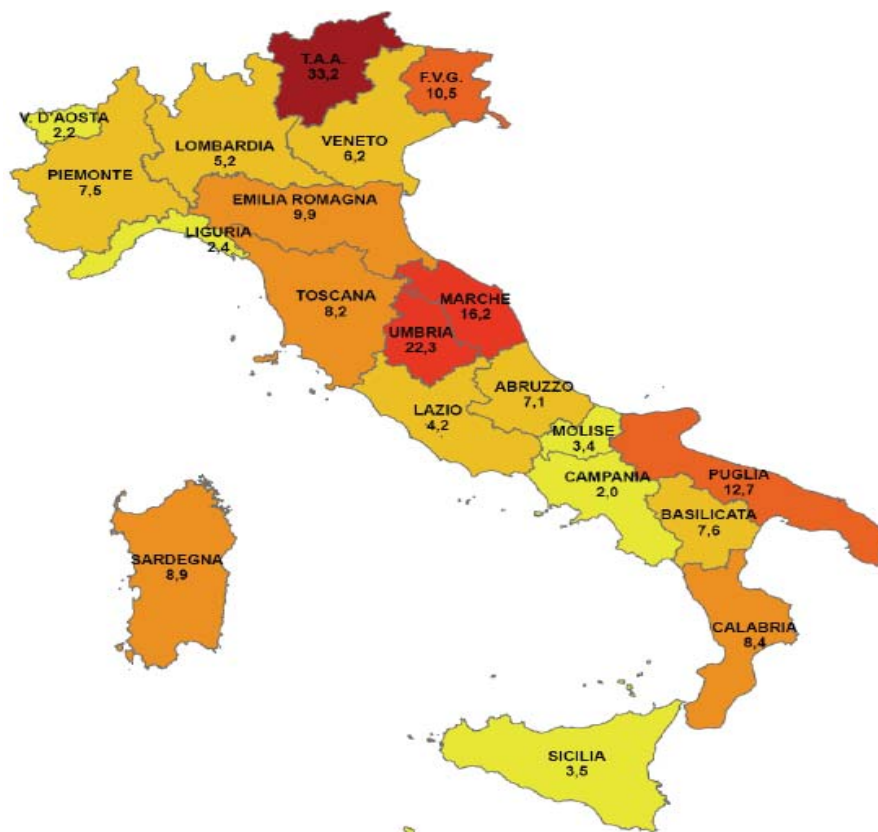 T.A.A.
33,2
F.V.G.
10,5
V. D'AOSTA
2,2
LOMBARDIA
5,2
VENETO
6,2
PIEMONTE
7,5
EMILIA ROMAGNA
9,9
LIGURIA
2,4
TOSCANA
8,2
MARCHE
16,2
UMBRIA
22,3
ABRUZZO
7,1
LAZIO
4,2
MOLISE
3,4
CAMPANIA
2,0
PUGLIA
12,7
BASILICATA
7,6
SARDEGNA
8,9
CALABRIA
8,4
SICILIA
3,5